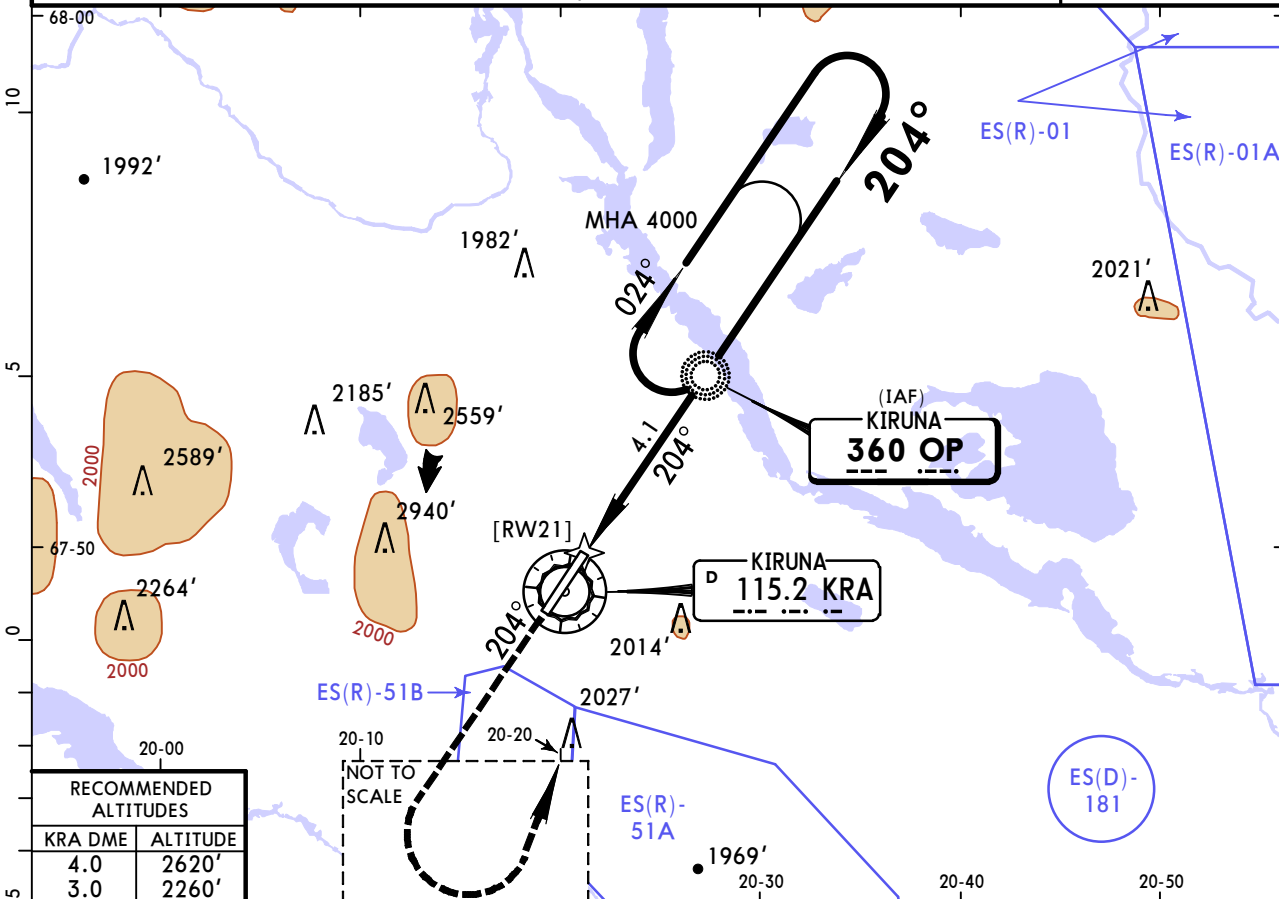 68-00
10
1992'
ES(R)-01
ES(R)-01A
204°
MHA 4000
1982'
024°
2021'
5
(IAF)
KIRUNA
360 OP
2185'
2559'
4.1
204°
2000
2589'
2940'
[RW21]
67-50
KIRUNA
D 115.2 KRA
2264'
204°
2000
0
2014'
2000
ES(R)-51B
2027'
20-00
20-10
20-20
NOT TO
SCALE
ES(R)-
51A
ES(D)-
181
RECOMMENDED
ALTITUDES
KRA DME ALTITUDE
4.0 2620'
3.0 2260'
1969'
5
20-30
20-40
20-50